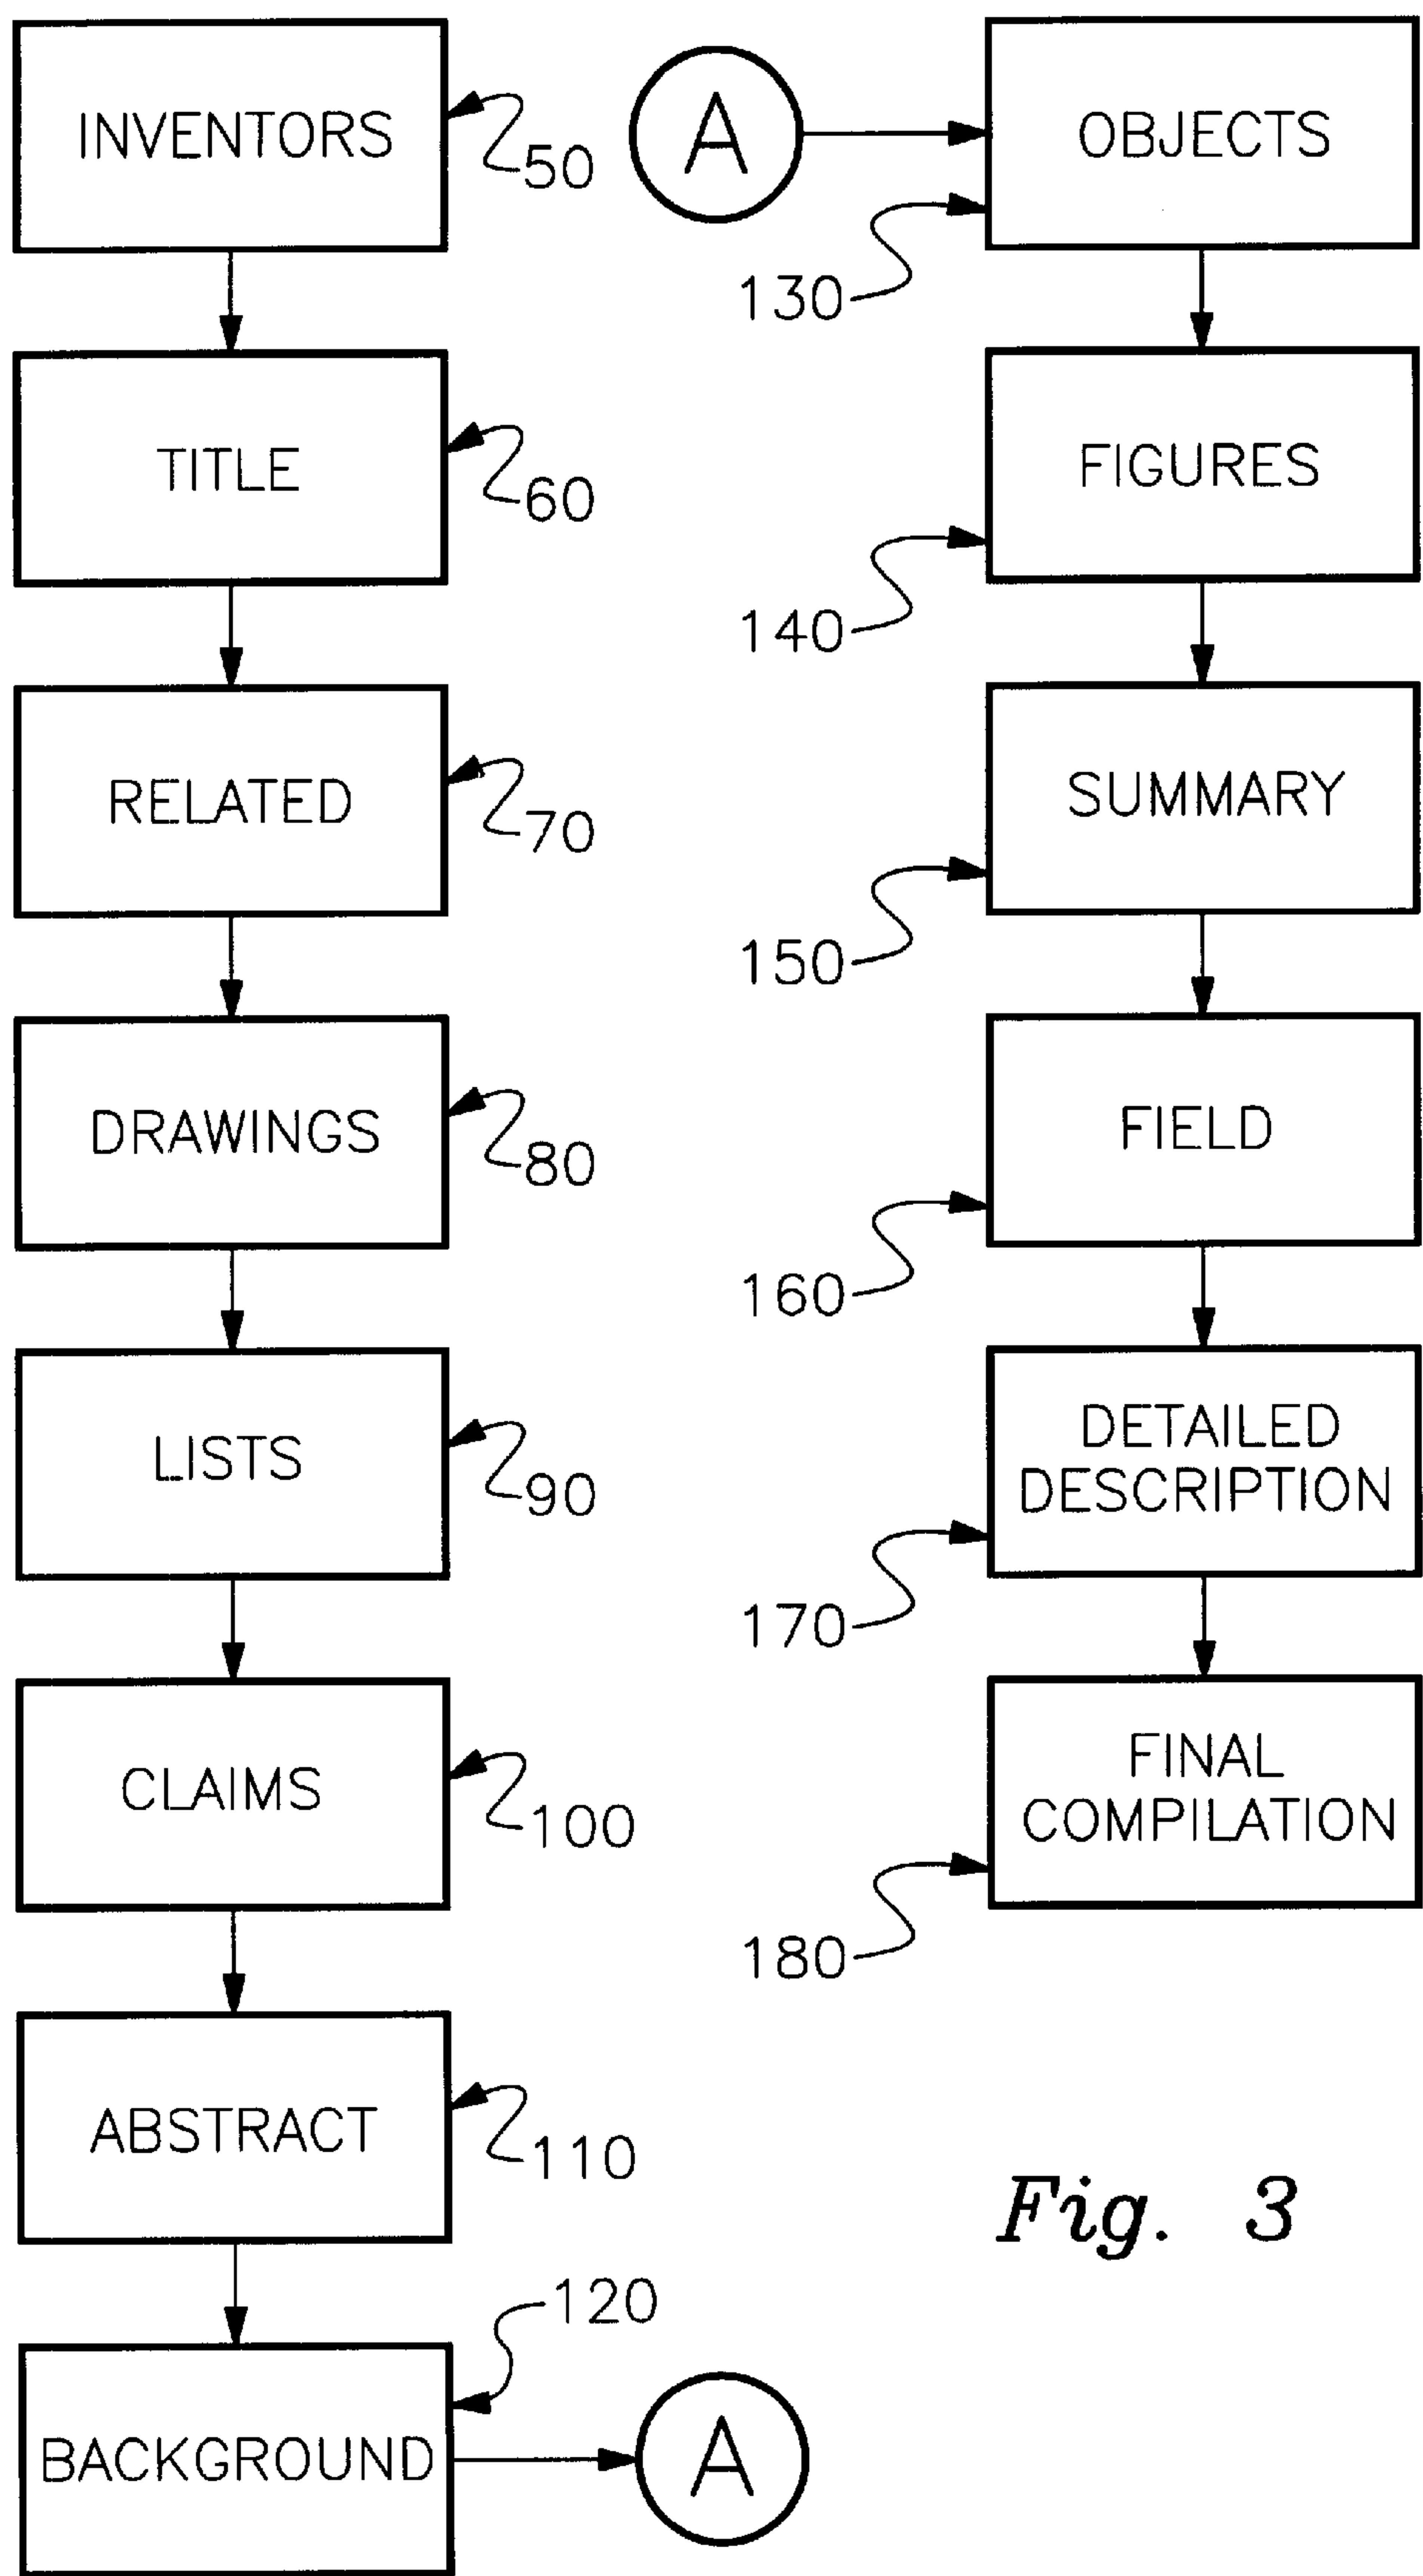 INVENTORS
50
TITLE
60
RELATED
70
DRAWINGS
80
LISTS
90
CLAIMS
100
ABSTRACT
110
120
BACKGROUND
A
A
OBJECTS
130
FIGURES
140
SUMMARY
150
FIELD
160
DETAILED
DESCRIPTION
170
FINAL
COMPILATION
180
Fig. 3